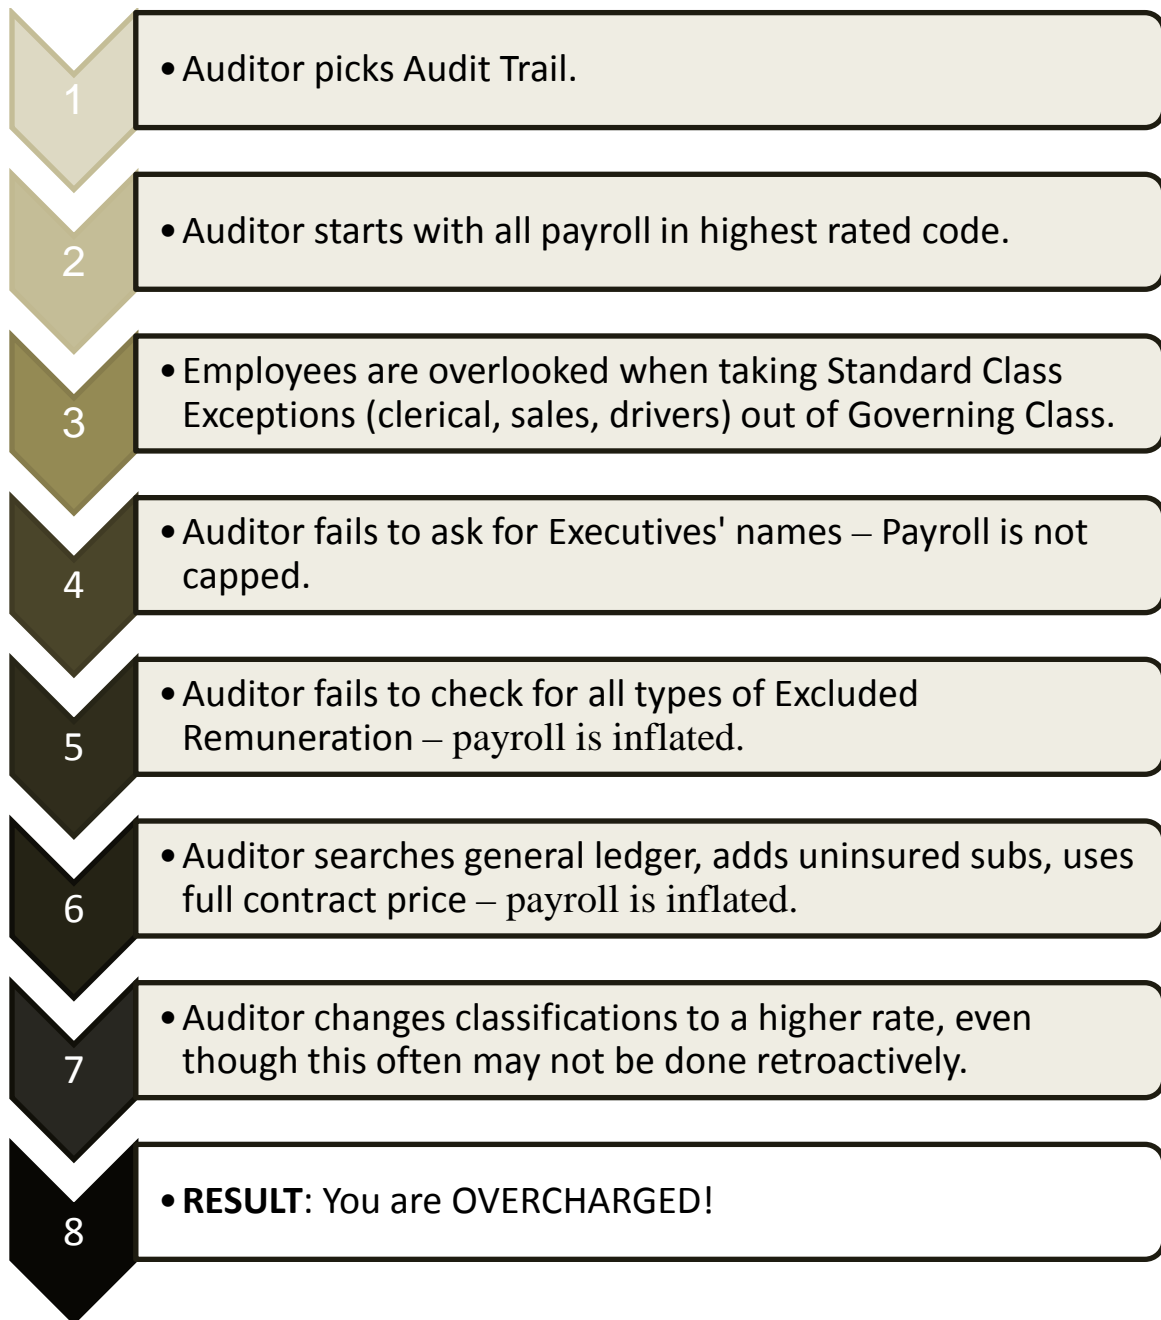 1
• Auditor picks Audit Trail.
2
• Auditor starts with all payroll in highest rated code.
3
• Employees are overlooked when taking Standard Class
Exceptions (clerical, sales, drivers) out of Governing Class.
4
• Auditor fails to ask for Executives' names – Payroll is not
capped.
5
• Auditor fails to check for all types of Excluded
Remuneration – payroll is inflated.
6
• Auditor searches general ledger, adds uninsured subs, uses
full contract price – payroll is inflated.
7
• Auditor changes classifications to a higher rate, even
though this often may not be done retroactively.
8
• RESULT: You are OVERCHARGED!